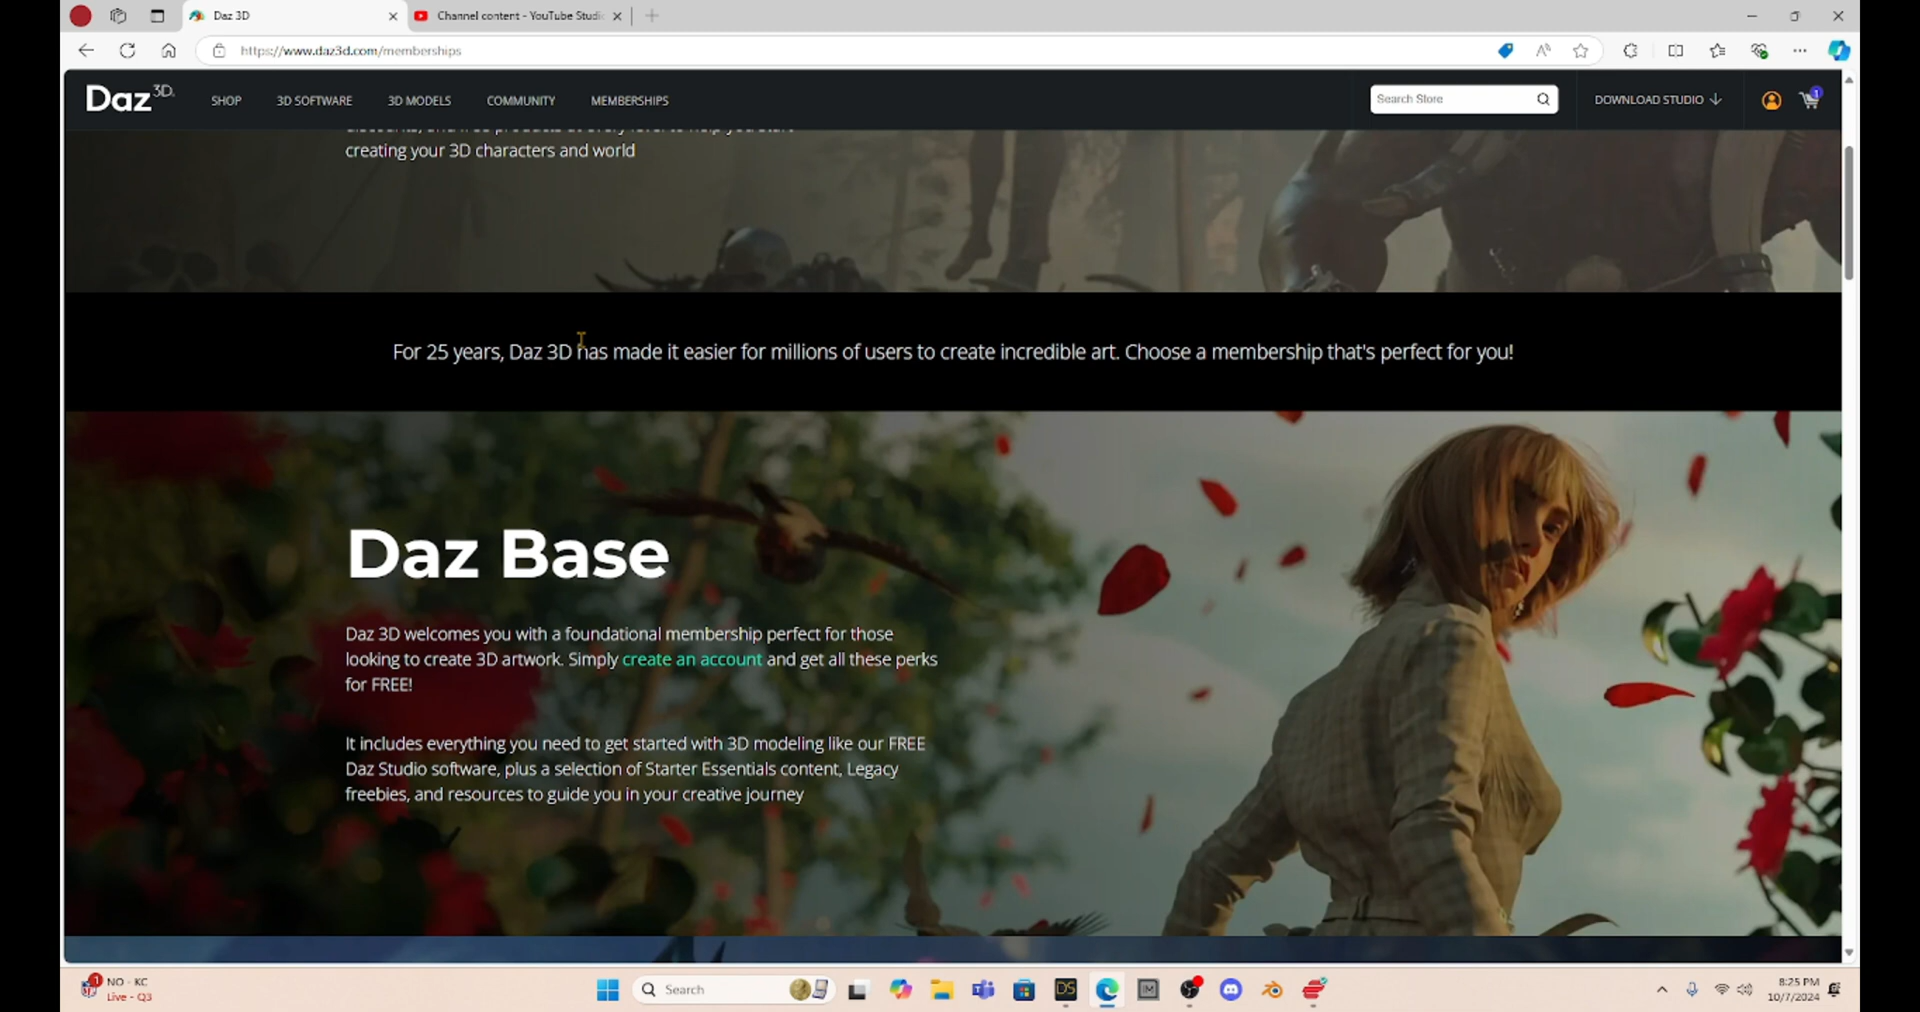 Daz 3D
Channel content - YouTube Studi
https://www.daz3d.com/memberships
Daz 3D.
SHOP
3D SOFTWARE
3D MODELS
COMMUNITY
MEMBERSHIPS
Search Store
DOWNLOAD STUDIO
1
creating your 3D characters and world
For 25 years, Daz 3D has made it easier for millions of users to create incredible art. Choose a membership that's perfect for you!
Daz Base
Daz 3D welcomes you with a foundational membership perfect for those
looking to create 3D artwork. Simply create an account and get all these perks
for FREE!
It includes everything you need to get started with 3D modeling like our FREE
Daz Studio software, plus a selection of Starter Essentials content, Legacy
freebies, and resources to guide you in your creative journey
1
NO - KC
Live - Q3
Search
DS
IM
8:25 PM
10/7/2024